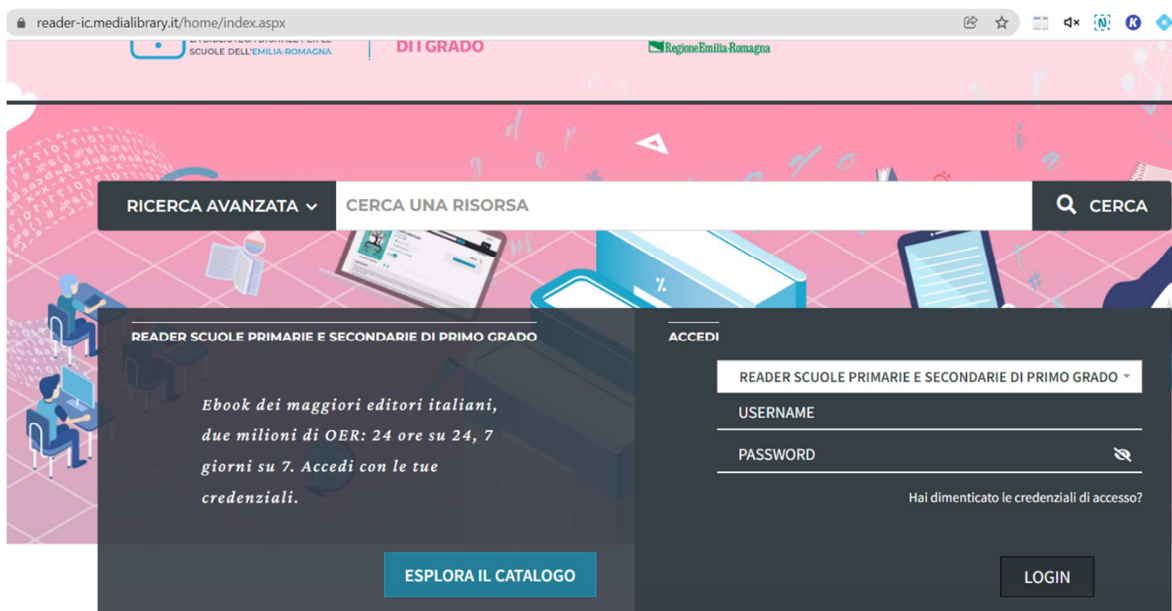 reader-ic.medialibrary.it/home/index.aspx
SCUOLE DELL'EMILIA-ROMAGNA
DI I GRADO
RegioneEmilia-Romagna
RICERCA AVANZATA
CERCA UNA RISORSA
CERCA
READER SCUOLE PRIMARIE E SECONDARIE DI PRIMO GRADO
Ebook dei maggiori editori italiani,
due milioni di OER: 24 ore su 24, 7
giorni su 7. Accedi con le tue
credenziali.
ESPLORA IL CATALOGO
ACCEDI
READER SCUOLE PRIMARIE E SECONDARIE DI PRIMO GRADO
USERNAME
PASSWORD
Hai dimenticato le credenziali di accesso?
LOGIN